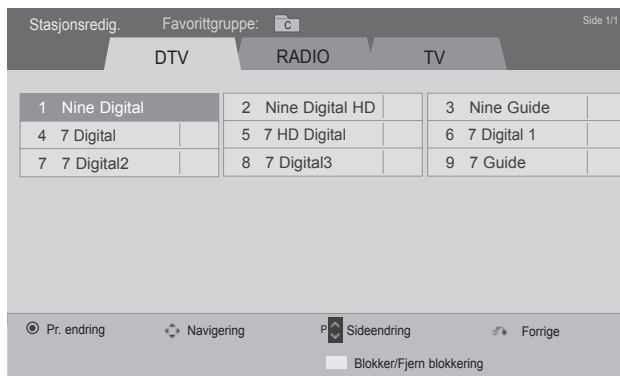 Stasjonsredig. Favorittgruppe: C Side 1/1
DTV RADIO TV
1 Nine Digital 2 Nine Digital HD 3 Nine Guide
4 7 Digital 5 7 HD Digital 6 7 Digital 1
7 7 Digital2 8 7 Digital3 9 7 Guide
Pr. endring Navigering P Sideendring Forrige
Blokker/Fjern blokkering